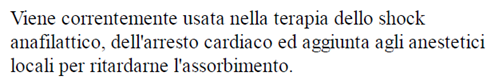 Viene correntemente usata nella terapia dello shock
anafilattico, dell'arresto cardiaco ed aggiunta agli anestetici
locali per ritardarne l'assorbimento.